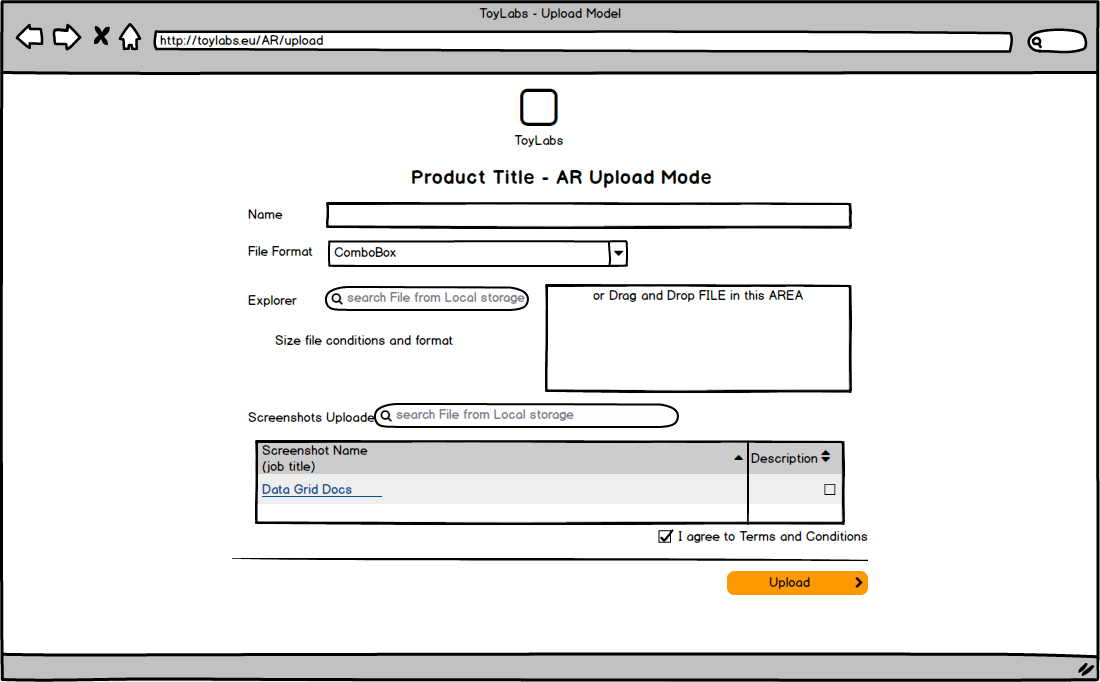 ToyLabs - Upload Model
http://toylabs.eu/AR/upload
ToyLabs
Product Title - AR Upload Mode
Name
File Format
ComboBox
Explorer
search File from Local storage
or Drag and Drop FILE in this AREA
Size file conditions and format
Screenshots Uploade
search File from Local storage
Screenshot Name
(job title)
Description
Data Grid Docs
I agree to Terms and Conditions
Upload